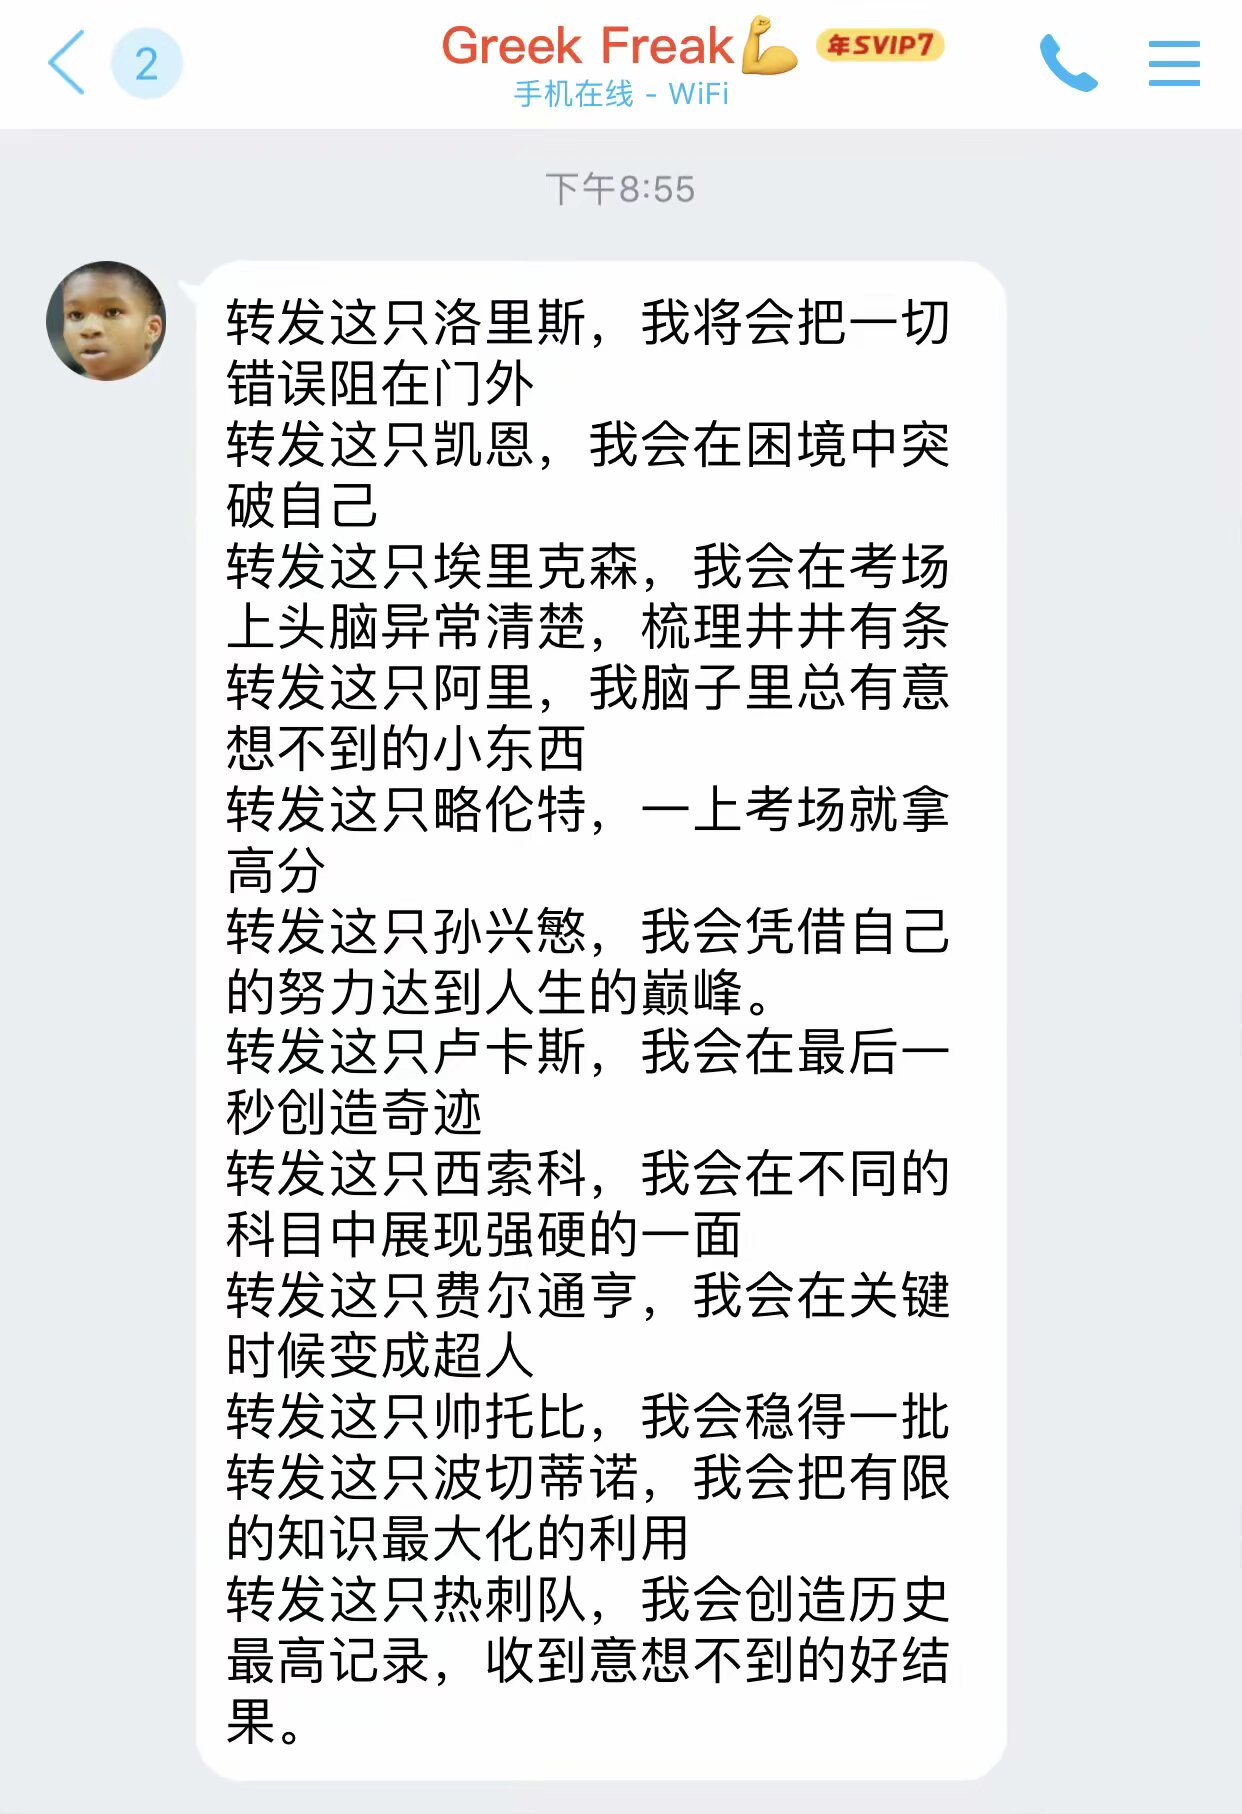 2
Greek Freak💪 年SVIP7
手机在线 - WiFi
下午8:55
转发这只洛里斯，我将会把一切
错误阻在门外
转发这只凯恩，我会在困境中突
破自己
转发这只埃里克森，我会在考场
上头脑异常清楚，梳理井井有条
转发这只阿里，我脑子里总有意
想不到的小东西
转发这只略伦特，一上考场就拿
高分
转发这只孙兴慜，我会凭借自己
的努力达到人生的巅峰。
转发这只卢卡斯，我会在最后一
秒创造奇迹
转发这只西索科，我会在不同的
科目中展现强硬的一面
转发这只费尔通亨，我会在关键
时候变成超人
转发这只帅托比，我会稳得一批
转发这只波切蒂诺，我会把有限
的知识最大化的利用
转发这只热刺队，我会创造历史
最高记录，收到意想不到的好结
果。